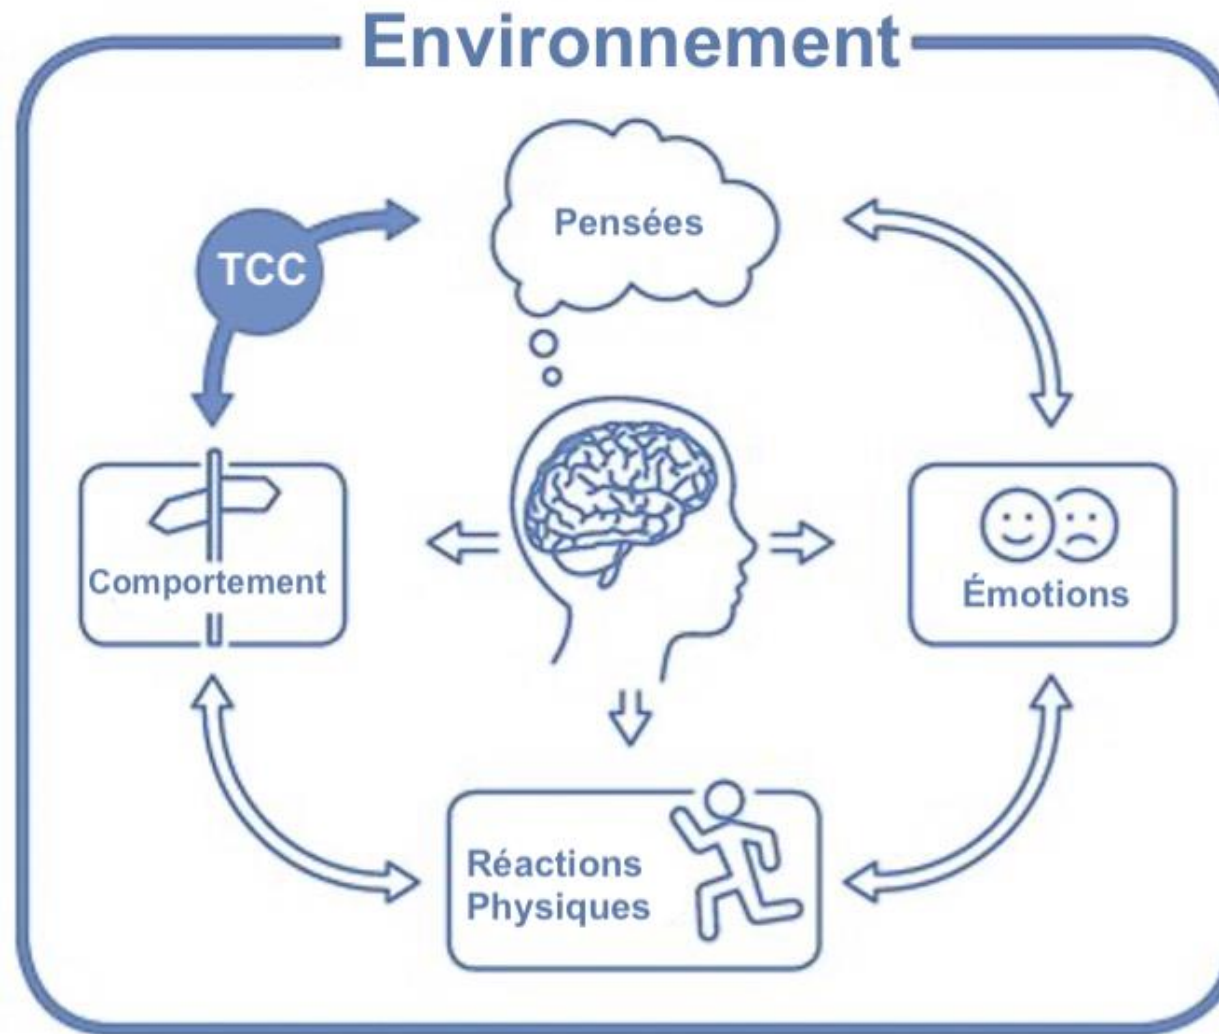 Environnement
Pensées
TCC
Comportement
Émotions
Réactions
Physiques